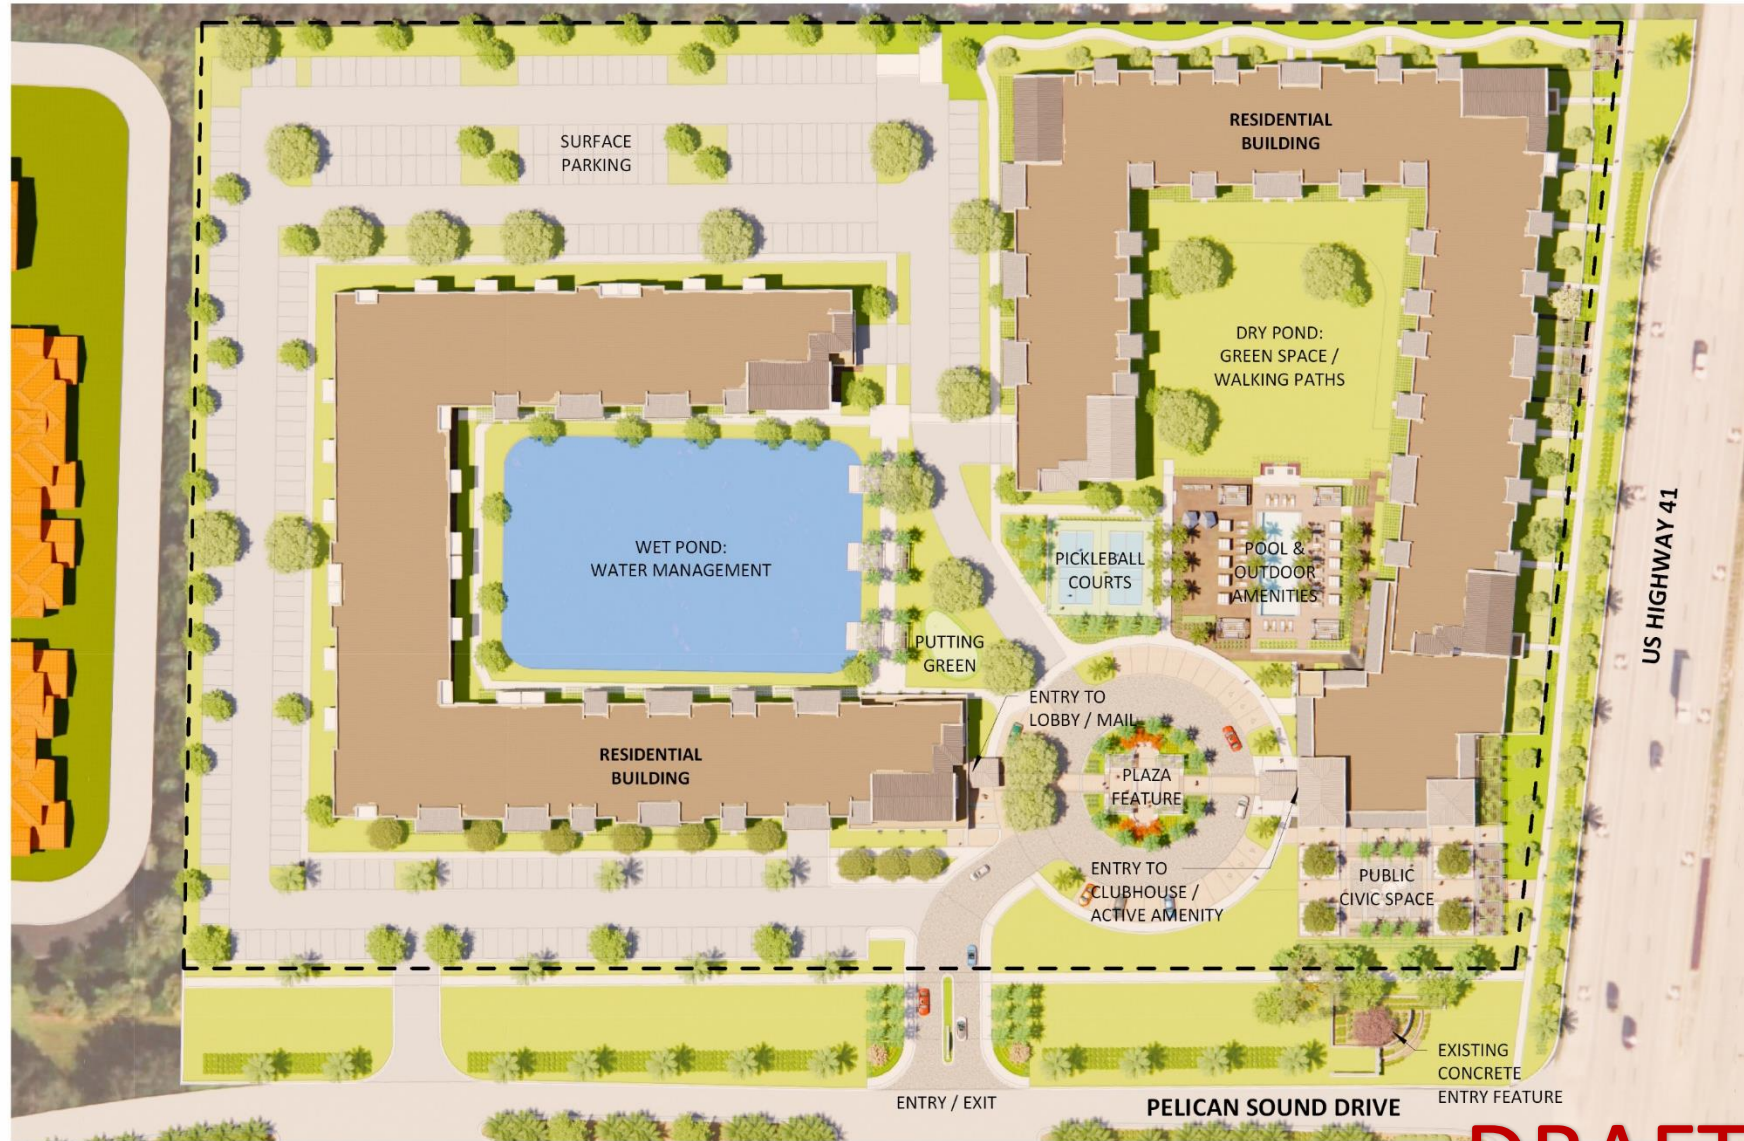 SURFACE
PARKING
RESIDENTIAL
BUILDING
DRY POND:
GREEN SPACE /
WALKING PATHS
WET POND:
WATER MANAGEMENT
PICKLEBALL
COURTS
POOL &
OUTDOOR
AMENITIES
US HIGHWAY 41
PUTTING
GREEN
ENTRY TO
LOBBY / MAIL
RESIDENTIAL
BUILDING
PLAZA
FEATURE
ENTRY TO
CLUBHOUSE /
ACTIVE AMENITY
PUBLIC
CIVIC SPACE
EXISTING
CONCRETE
ENTRY FEATURE
ENTRY / EXIT
PELICAN SOUND DRIVE
DRAFT